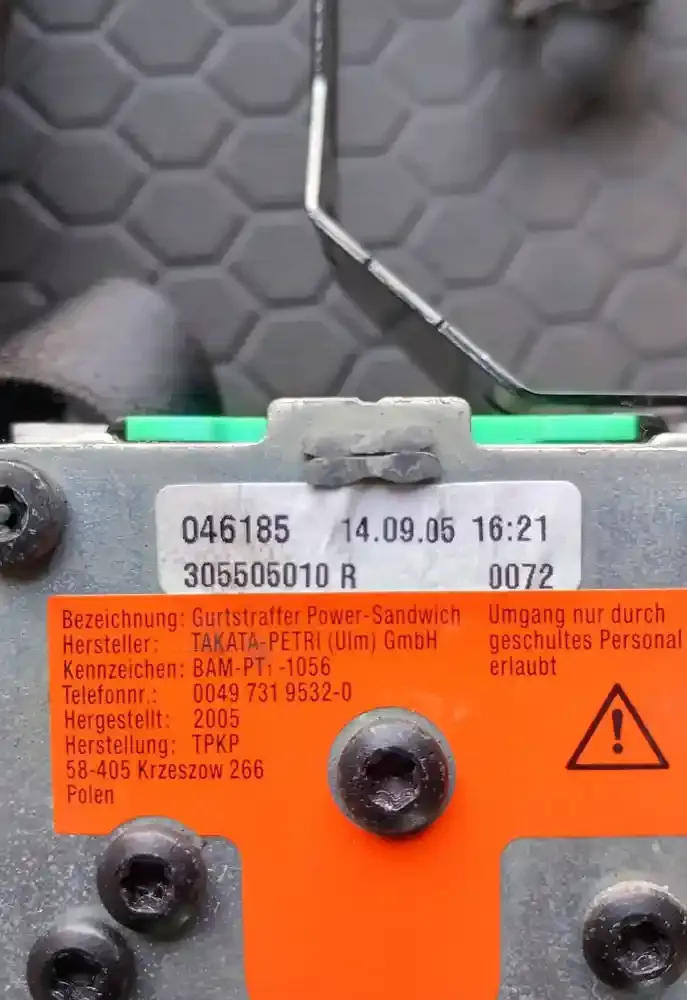 046185 14.09.05 16:21
305505010 R 0072
Bezeichnung: Gurtstraffer Power-Sandwich
Hersteller: TAKATA-PETRI (Ulm) GmbH
Kennzeichen: BAM-PT₁-1056
Telefonnr.: 0049 731 9532-0
Hergestellt: 2005
Herstellung: TPKP
58-405 Krzeszow 266
Polen
Umgang nur durch
geschultes Personal
erlaubt